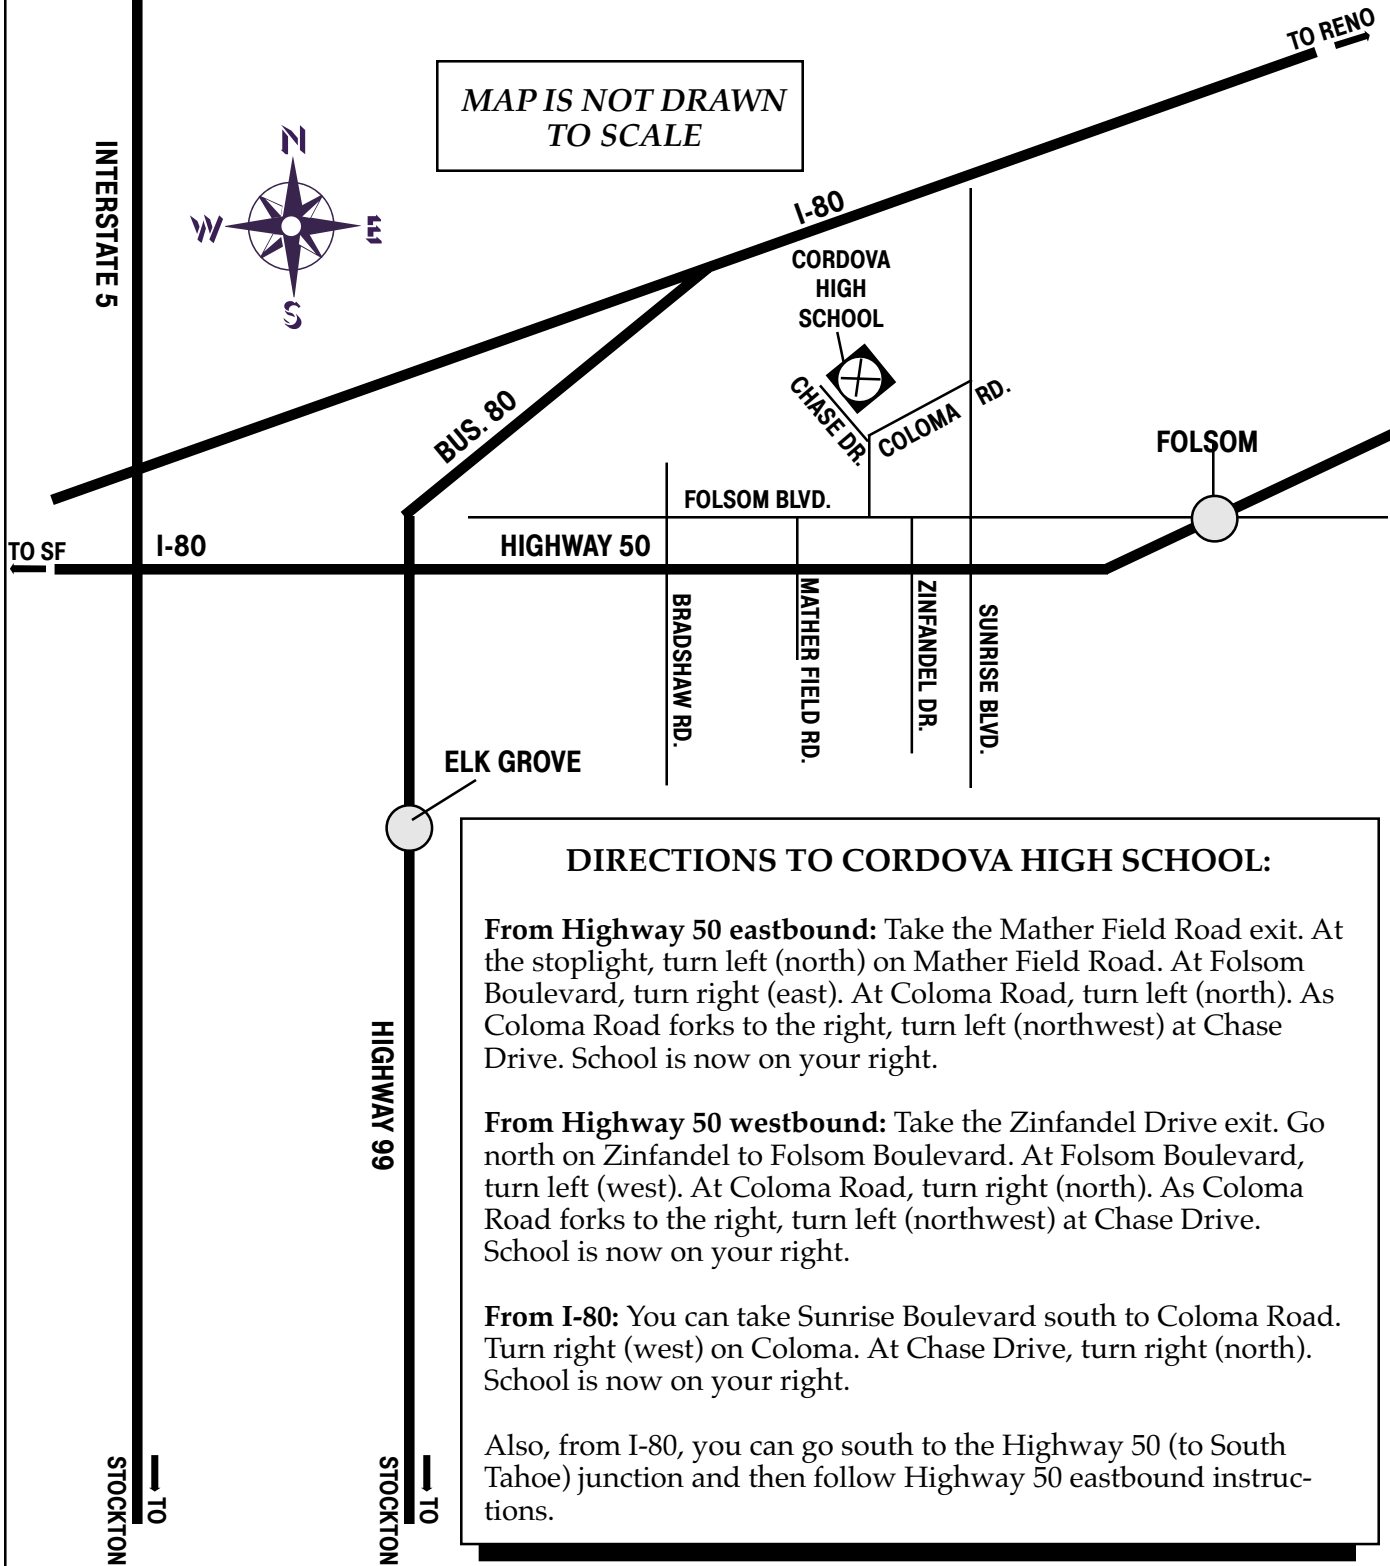 TO RENO
MAP IS NOT DRAWN
TO SCALE
N
W
E
S
INTERSTATE 5
I-80
CORDOVA
HIGH
SCHOOL
CHASE DR.
COLOMA RD.
BUS. 80
FOLSOM
FOLSOM BLVD.
TO SF
I-80
HIGHWAY 50
BRADSHAW RD.
MATHER FIELD RD.
ZINFANDEL DR.
SUNRISE BLVD.
ELK GROVE
HIGHWAY 99
DIRECTIONS TO CORDOVA HIGH SCHOOL:
From Highway 50 eastbound: Take the Mather Field Road exit. At
the stoplight, turn left (north) on Mather Field Road. At Folsom
Boulevard, turn right (east). At Coloma Road, turn left (north). As
Coloma Road forks to the right, turn left (northwest) at Chase
Drive. School is now on your right.
From Highway 50 westbound: Take the Zinfandel Drive exit. Go
north on Zinfandel to Folsom Boulevard. At Folsom Boulevard,
turn left (west). At Coloma Road, turn right (north). As Coloma
Road forks to the right, turn left (northwest) at Chase Drive.
School is now on your right.
From I-80: You can take Sunrise Boulevard south to Coloma Road.
Turn right (west) on Coloma. At Chase Drive, turn right (north).
School is now on your right.
Also, from I-80, you can go south to the Highway 50 (to South
Tahoe) junction and then follow Highway 50 eastbound instruc-
tions.
TO
STOCKTON
TO
STOCKTON